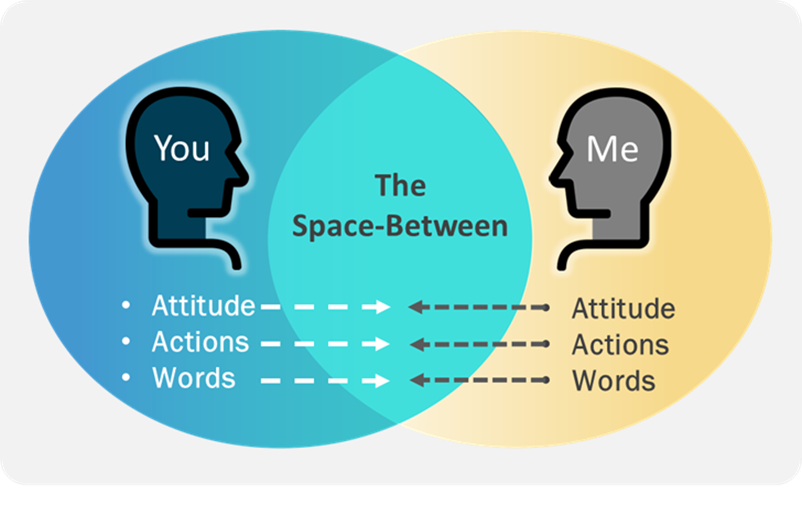 You
Me
The
Space-Between
• Attitude
• Actions
• Words
Attitude
Actions
Words